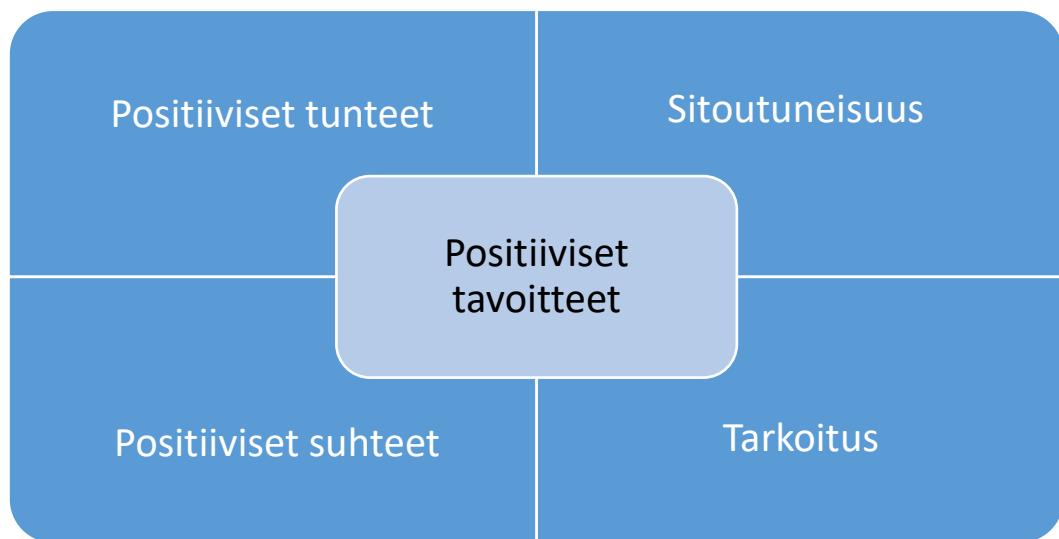 Positiiviset tunteet
Sitoutuneisuus
Positiiviset
tavoitteet
Positiiviset suhteet
Tarkoitus